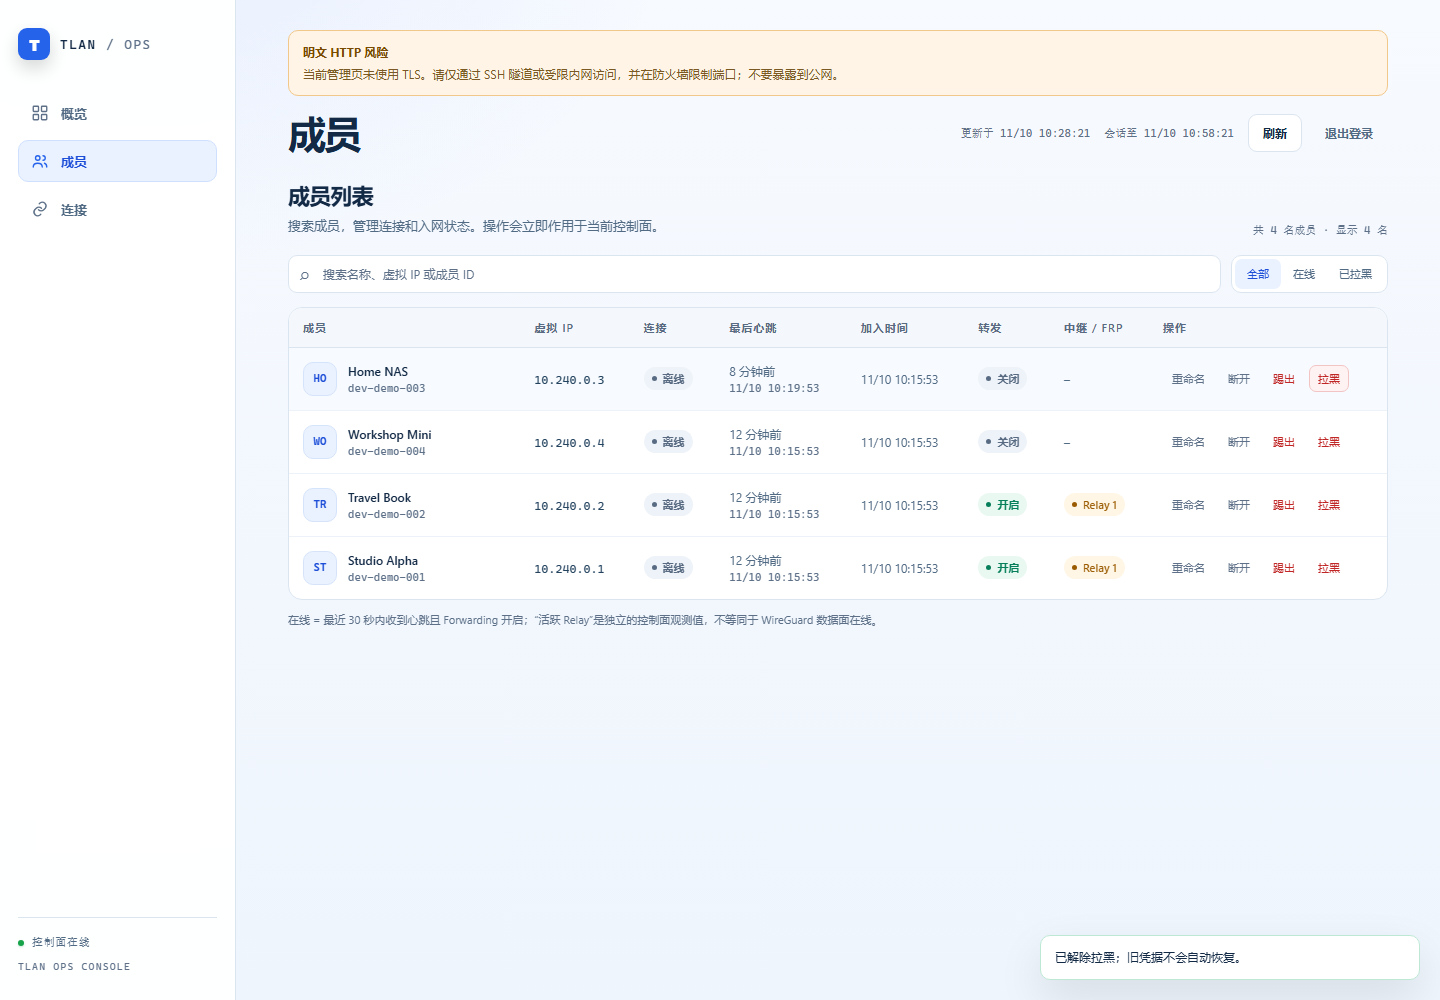 T TLAN / OPS
概览
成员
连接
控制面在线
TLAN OPS CONSOLE
明文 HTTP 风险
当前管理页未使用 TLS。请仅通过 SSH 隧道或受限内网访问，并在防火墙限制端口；不要暴露到公网。
成员
更新于 11/10 10:28:21 会话至 11/10 10:58:21 刷新 退出登录
成员列表
搜索成员，管理连接和入网状态。操作会立即作用于当前控制面。
共 4 名成员 · 显示 4 名
搜索名称、虚拟 IP 或成员 ID
全部 在线 已拉黑
成员 虚拟 IP 连接 最后心跳 加入时间 转发 中继 / FRP 操作
HO Home NAS 8 分钟前
dev-demo-003 10.240.0.3 离线 11/10 10:19:53 11/10 10:15:53 关闭 – 重命名 断开 踢出 拉黑
WO Workshop Mini 12 分钟前
dev-demo-004 10.240.0.4 离线 11/10 10:15:53 11/10 10:15:53 关闭 – 重命名 断开 踢出 拉黑
TR Travel Book 12 分钟前
dev-demo-002 10.240.0.2 离线 11/10 10:15:53 11/10 10:15:53 开启 Relay 1 重命名 断开 踢出 拉黑
ST Studio Alpha 12 分钟前
dev-demo-001 10.240.0.1 离线 11/10 10:15:53 11/10 10:15:53 开启 Relay 1 重命名 断开 踢出 拉黑
在线 = 最近 30 秒内收到心跳且 Forwarding 开启；“活跃 Relay”是独立的控制面观测值，不等同于 WireGuard 数据面在线。
已解除拉黑；旧凭据不会自动恢复。